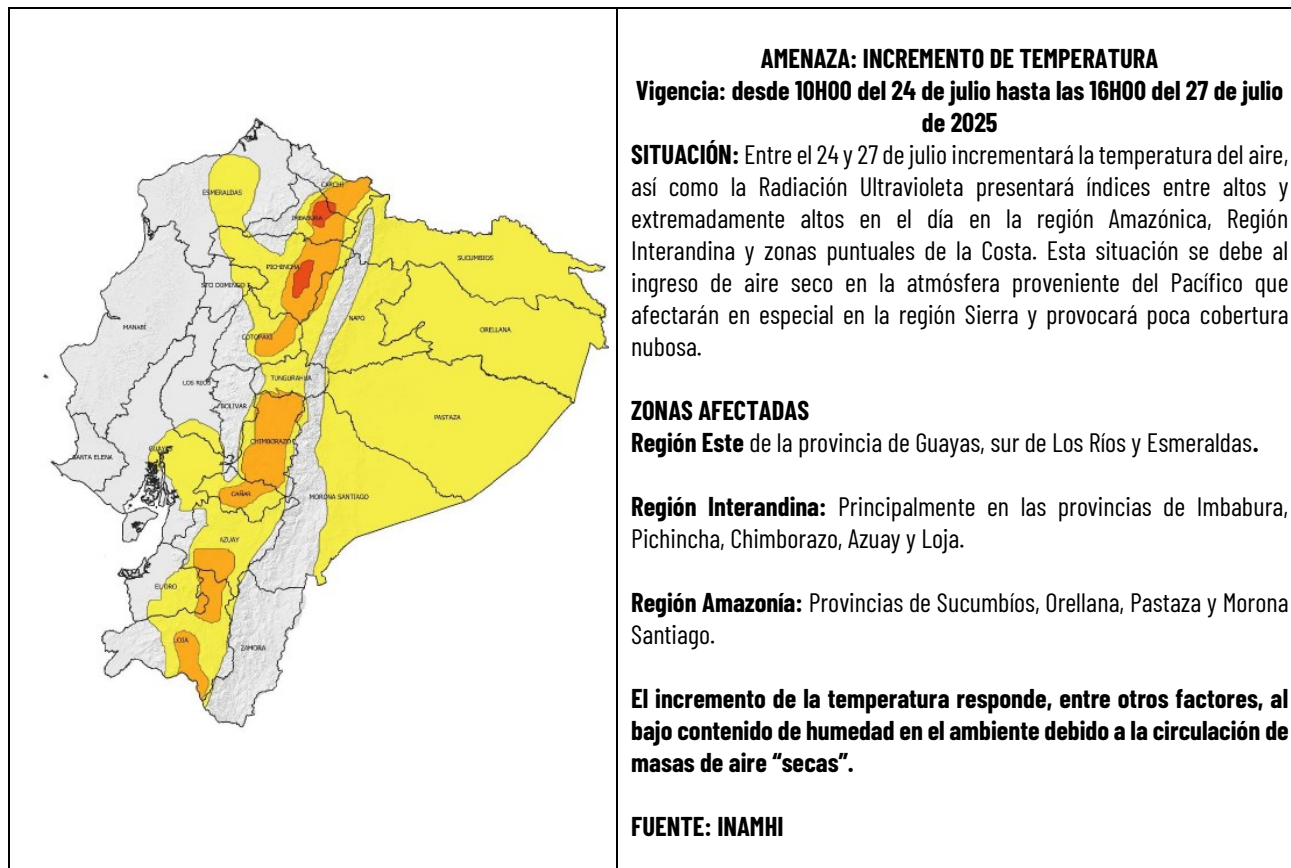 ESMERALDAS
CARCHI
IMBABURA
PICHINCHA
SUCUMBIOS
STO DOMINGO
NAPO
ORELLANA
MANABÍ
COTOPAXI
TUNGURAHUA
LOS RIOS
BOLIVAR
PASTAZA
CHIMBORAZO
GUAYAS
SANTA ELENA
CAÑAR
MORONA SANTIAGO
AZUAY
EL ORO
LOJA
ZAMORA
AMENAZA: INCREMENTO DE TEMPERATURA
Vigencia: desde 10H00 del 24 de julio hasta las 16H00 del 27 de julio
de 2025
SITUACIÓN: Entre el 24 y 27 de julio incrementará la temperatura del aire,
así como la Radiación Ultravioleta presentará índices entre altos y
extremadamente altos en el día en la región Amazónica, Región
Interandina y zonas puntuales de la Costa. Esta situación se debe al
ingreso de aire seco en la atmósfera proveniente del Pacífico que
afectarán en especial en la región Sierra y provocará poca cobertura
nubosa.
ZONAS AFECTADAS
Región Este de la provincia de Guayas, sur de Los Ríos y Esmeraldas.
Región Interandina: Principalmente en las provincias de Imbabura,
Pichincha, Chimborazo, Azuay y Loja.
Región Amazonía: Provincias de Sucumbíos, Orellana, Pastaza y Morona
Santiago.
El incremento de la temperatura responde, entre otros factores, al
bajo contenido de humedad en el ambiente debido a la circulación de
masas de aire “secas”.
FUENTE: INAMHI